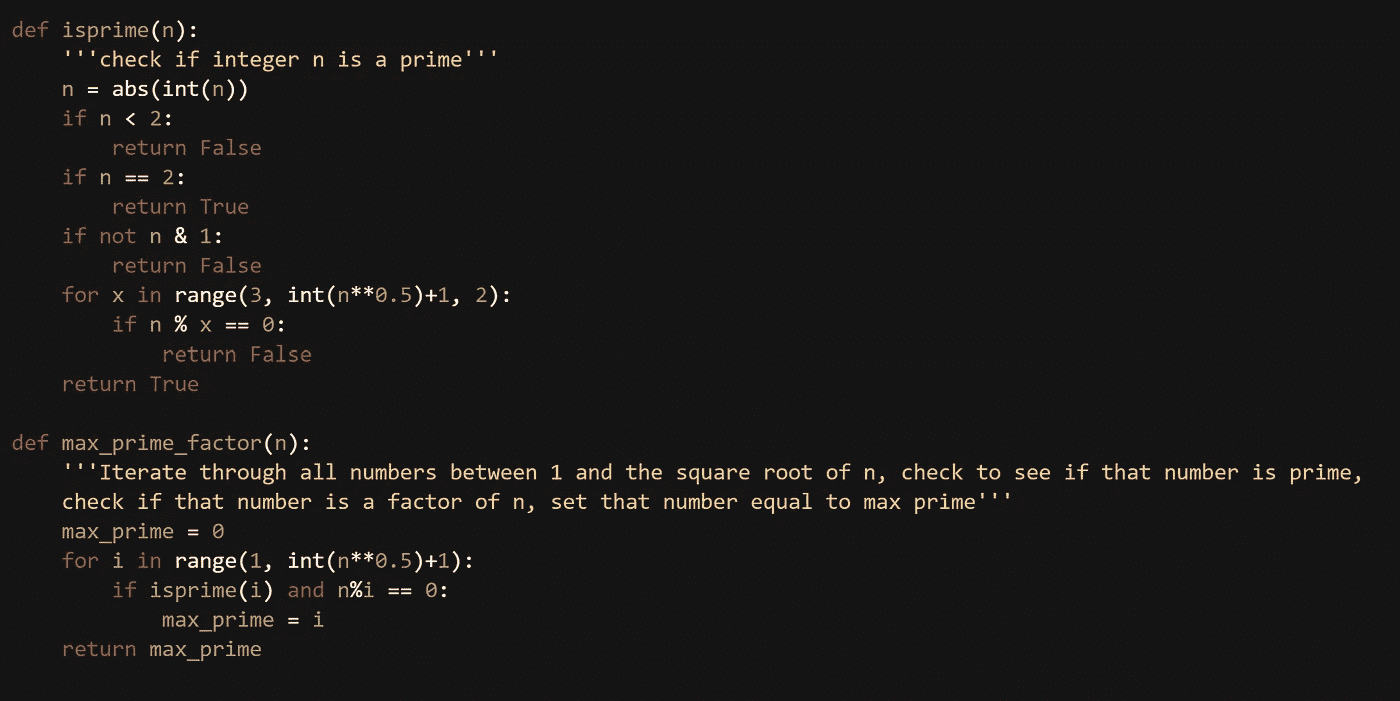 def isprime(n):
    '''check if integer n is a prime'''
    n = abs(int(n))
    if n < 2:
        return False
    if n == 2:
        return True
    if not n & 1:
        return False
    for x in range(3, int(n**0.5)+1, 2):
        if n % x == 0:
            return False
    return True

def max_prime_factor(n):
    '''Iterate through all numbers between 1 and the square root of n, check to see if that number is prime,
    check if that number is a factor of n, set that number equal to max prime'''
    max_prime = 0
    for i in range(1, int(n**0.5)+1):
        if isprime(i) and n%i == 0:
            max_prime = i
    return max_prime